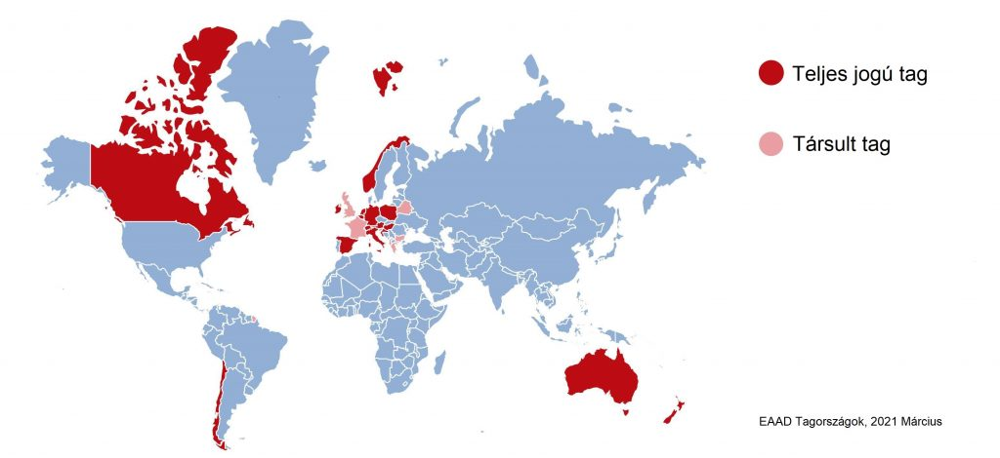 Teljes jogú tag
Társult tag
EAAD Tagországok, 2021 Március